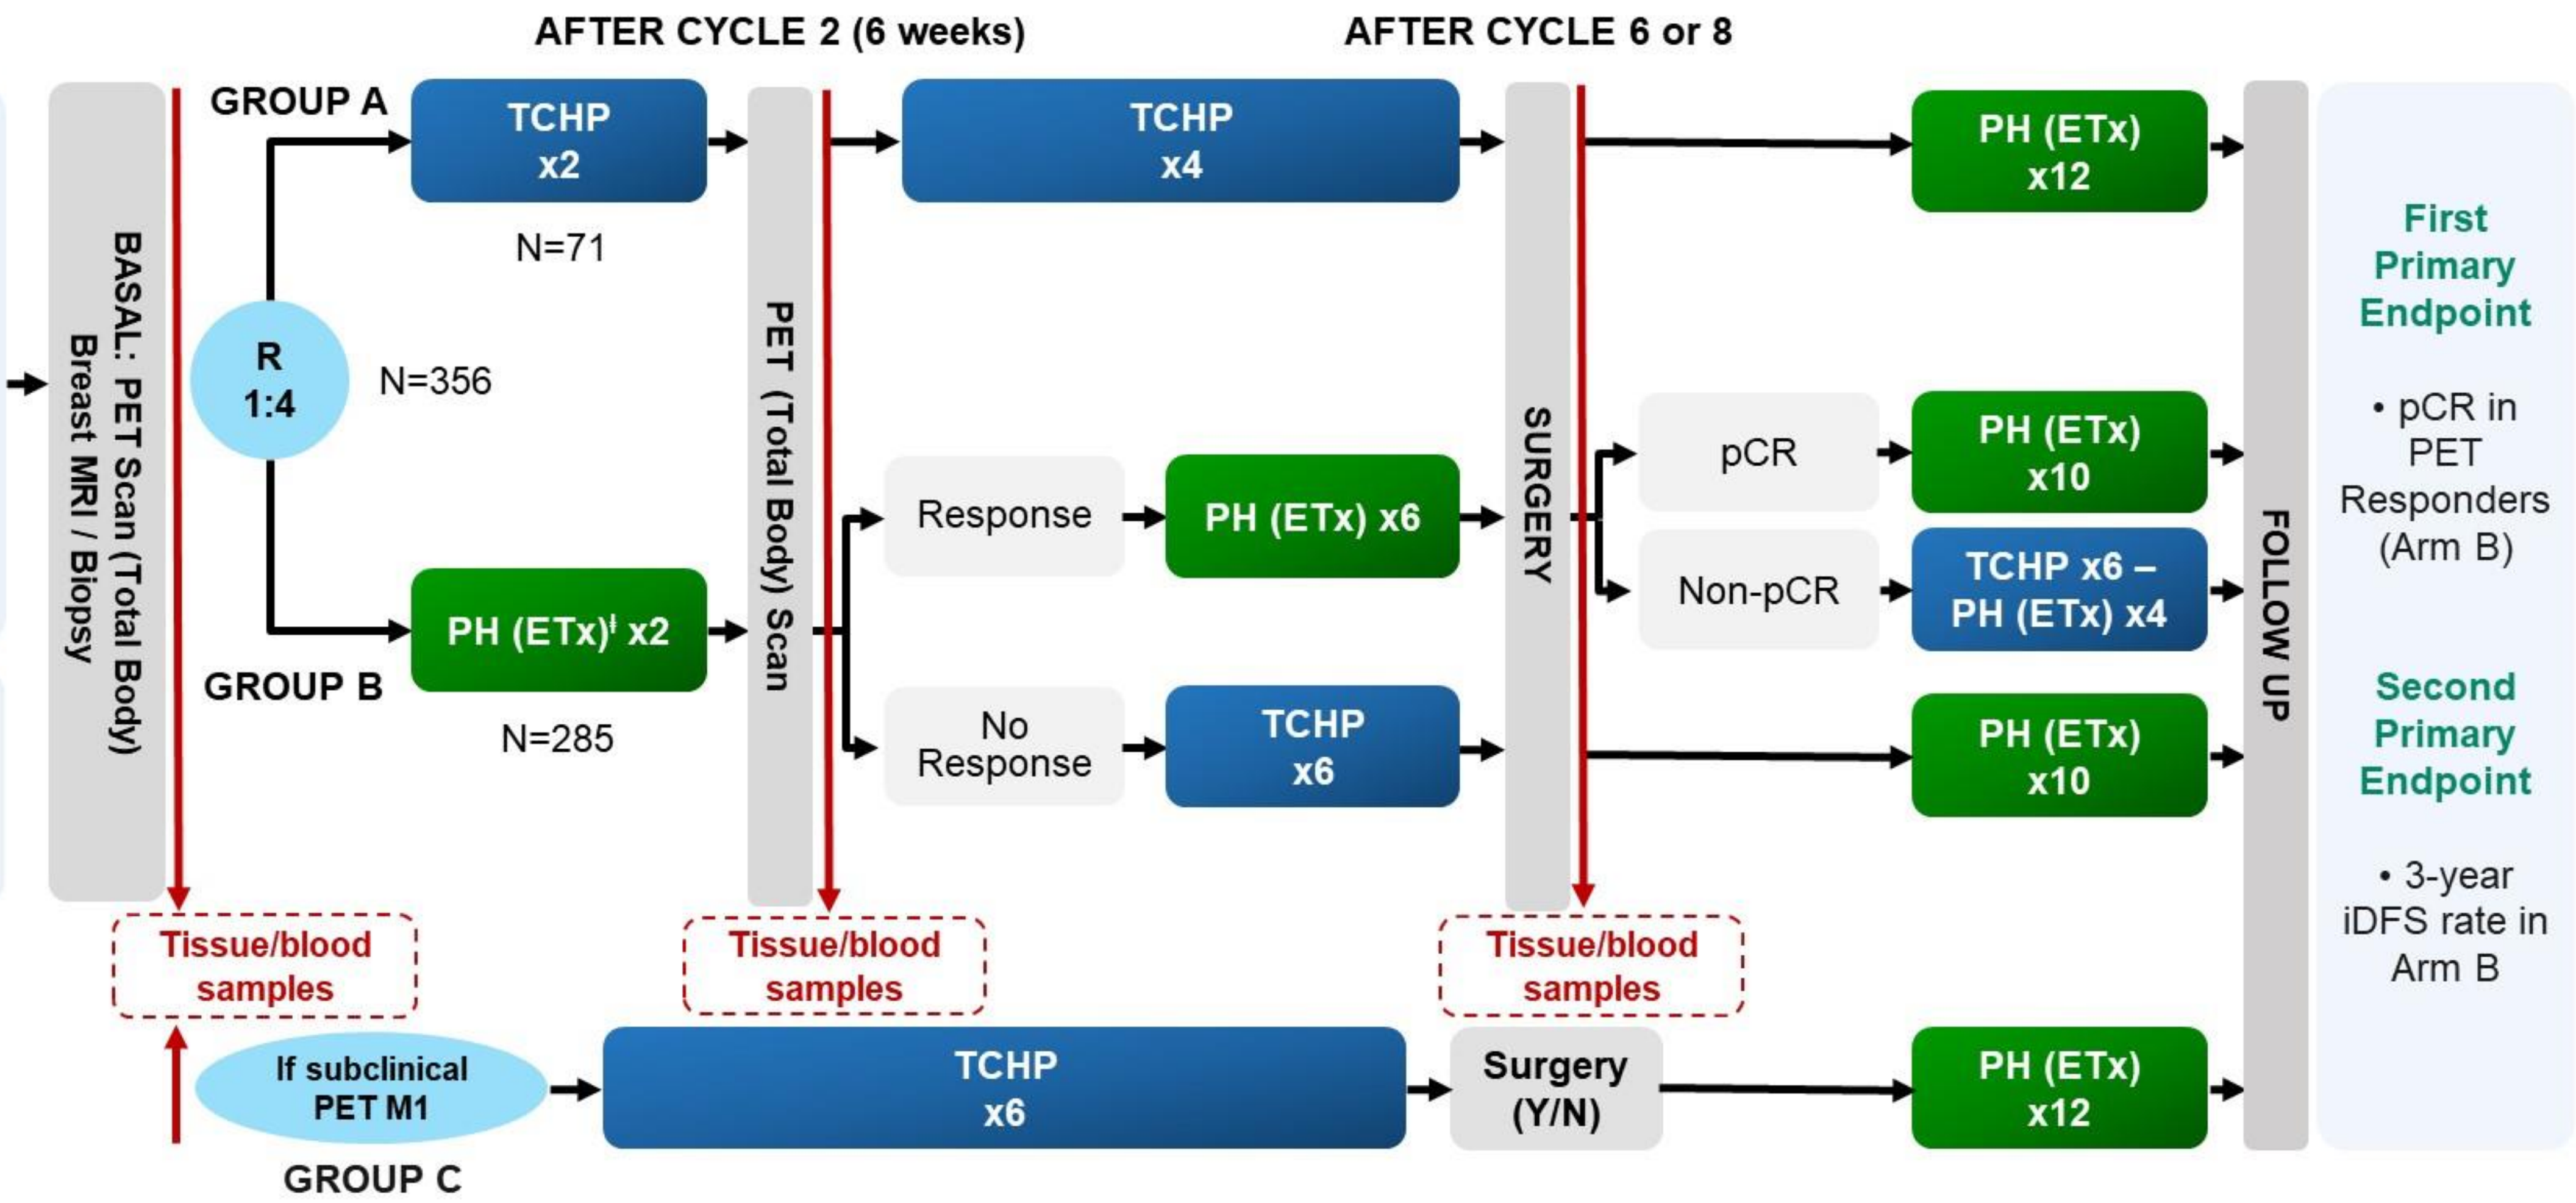 AFTER CYCLE 2 (6 weeks)
AFTER CYCLE 6 or 8
BASAL: PET Scan (Total Body)
Breast MRI / Biopsy
GROUP A
R
1:4
N=356
GROUP B
TCHP
x2
N=71
PH (ETx)ǂ x2
N=285
PET (Total Body) Scan
TCHP
x4
Response
PH (ETx) x6
No
Response
TCHP
x6
SURGERY
PH (ETx)
x12
pCR
PH (ETx)
x10
Non-pCR
TCHP x6 –
PH (ETx) x4
PH (ETx)
x10
FOLLOW UP
First
Primary
Endpoint
• pCR in
PET
Responders
(Arm B)
Second
Primary
Endpoint
• 3-year
iDFS rate in
Arm B
Tissue/blood
samples
Tissue/blood
samples
Tissue/blood
samples
If subclinical
PET M1
GROUP C
TCHP
x6
Surgery
(Y/N)
PH (ETx)
x12